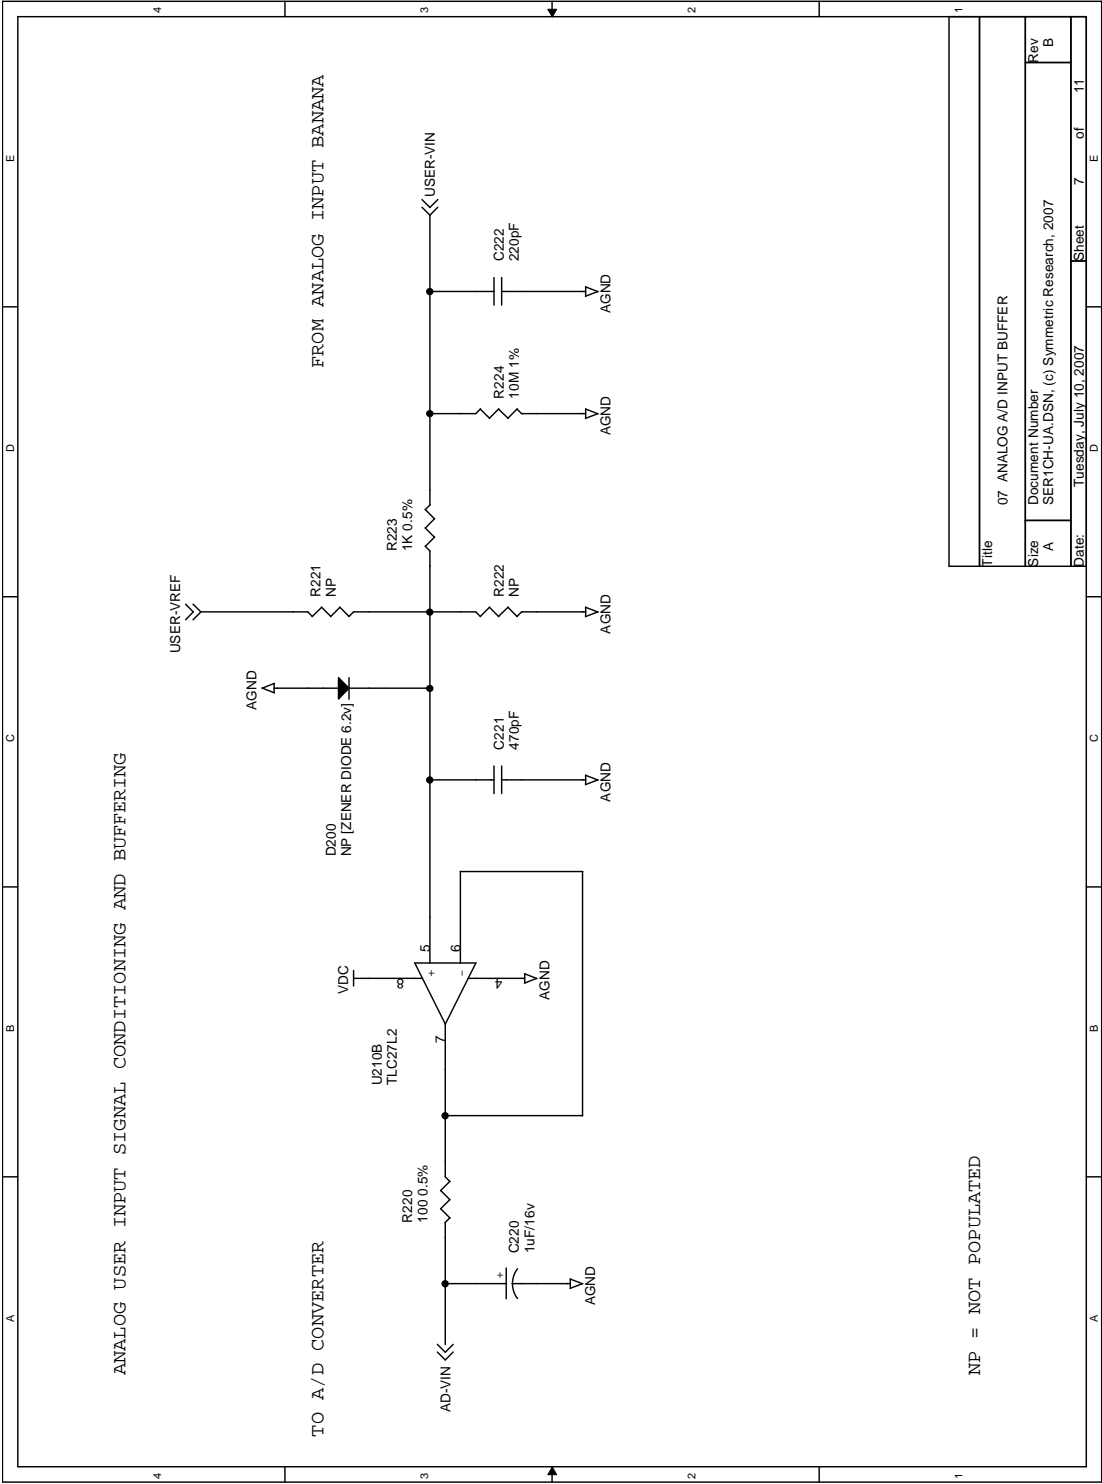 E
D
C
B
A
4
3
2
1
ANALOG USER INPUT SIGNAL CONDITIONING AND BUFFERING
USER-VREF
AGND
R221
NP
FROM ANALOG INPUT BANANA
TO A/D CONVERTER
D200
NP [ZENER DIODE 6.2v]
VDC
U210B
TLC27L2
R223
1K 0.5%
R220
100 0.5%
AD-VIN
7
8
5
+
6
-
4
AGND
USER-VIN
C220
1uF/16v
+
AGND
C221
470pF
AGND
R222
NP
AGND
R224
10M 1%
AGND
C222
220pF
AGND
NP = NOT POPULATED
Title
07 ANALOG A/D INPUT BUFFER
Size
A
Document Number
SER1CH-UA.DSN, (c) Symmetric Research, 2007
Rev
B
Date:
Tuesday, July 10, 2007
Sheet
7
of
11
4
3
2
1
A
B
C
D
E